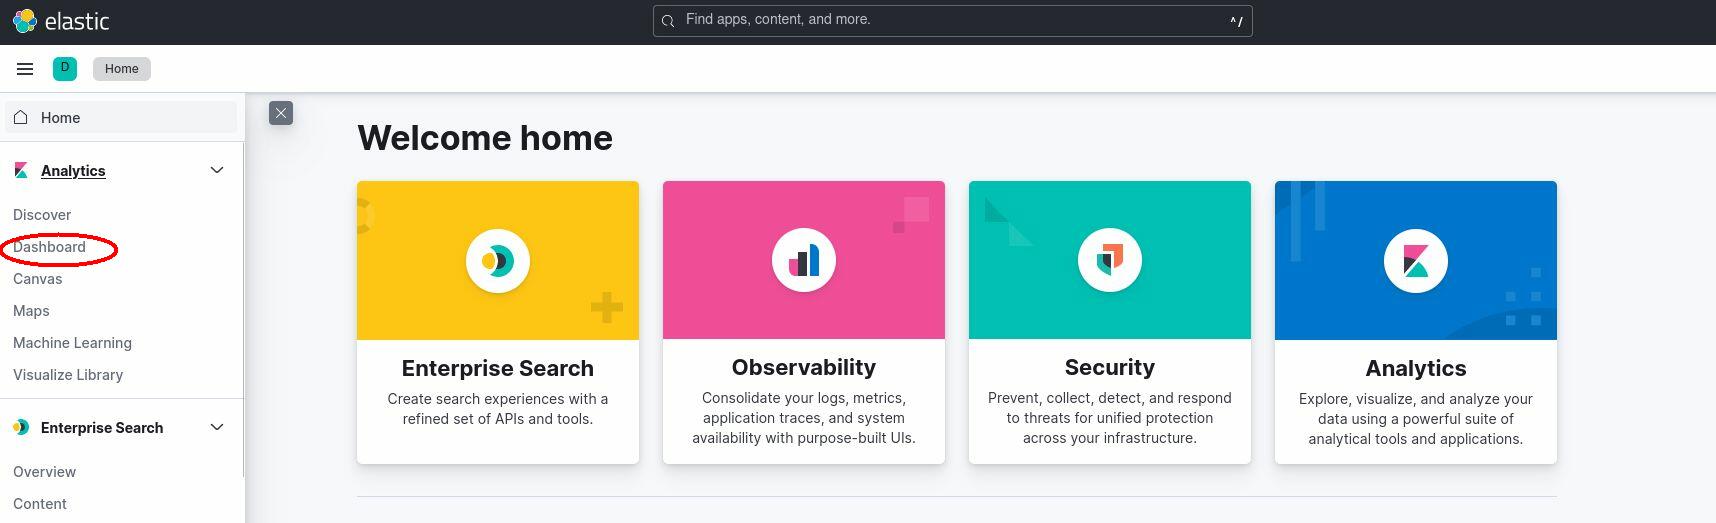 elastic
Find apps, content, and more.
^/
D
Home
Home
Analytics
Discover
Dashboard
Canvas
Maps
Machine Learning
Visualize Library
Enterprise Search
Overview
Content
Welcome home
Enterprise Search
Create search experiences with a
refined set of APIs and tools.
Observability
Consolidate your logs, metrics,
application traces, and system
availability with purpose-built UIs.
Security
Prevent, collect, detect, and respond
to threats for unified protection
across your infrastructure.
Analytics
Explore, visualize, and analyze your
data using a powerful suite of
analytical tools and applications.